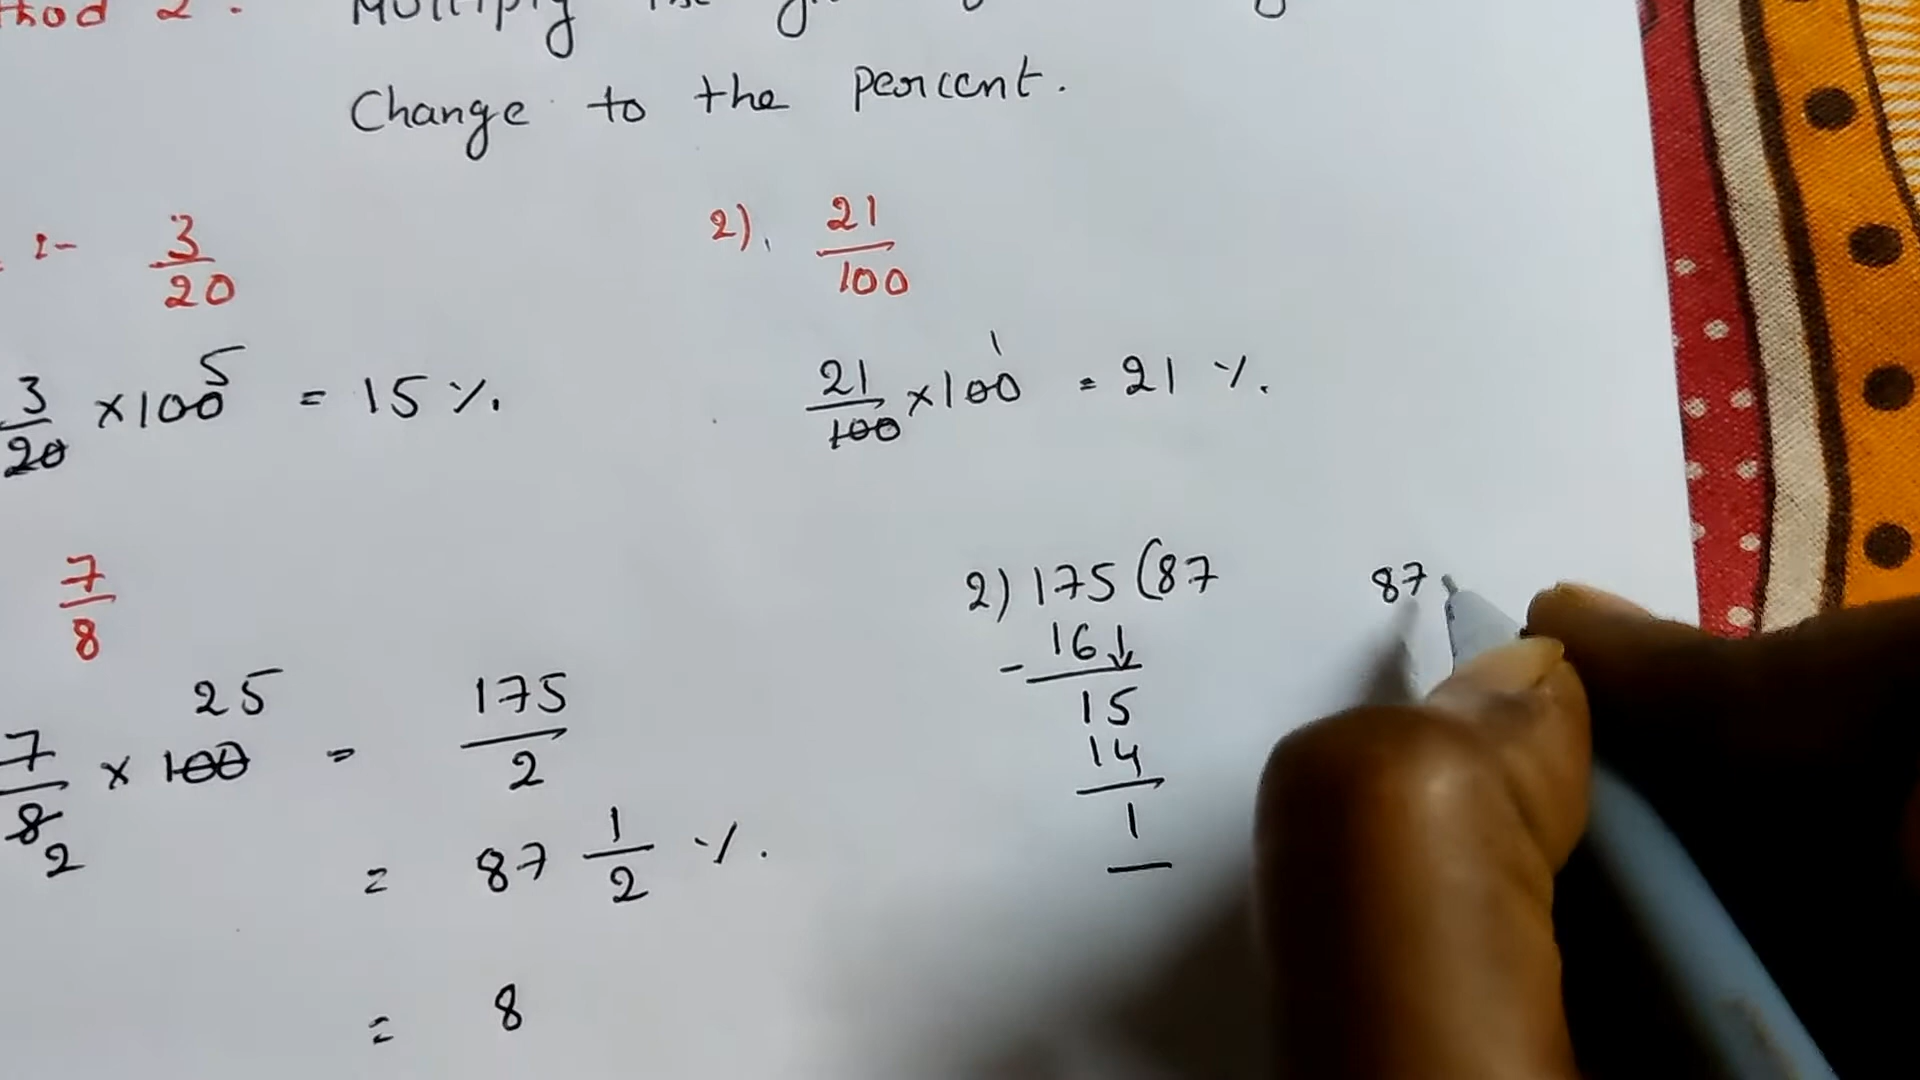 Multiply
Change to the percent.
:- 3/20
2). 21/100
3/20 ×100 5 = 15 %.
21/100 ×100 1 = 21 %.
7/8
2) 175 (87
87
- 16↓
15
14
1
7/8 2 × 100 25 = 175/2
= 87 1/2 %.
= 8